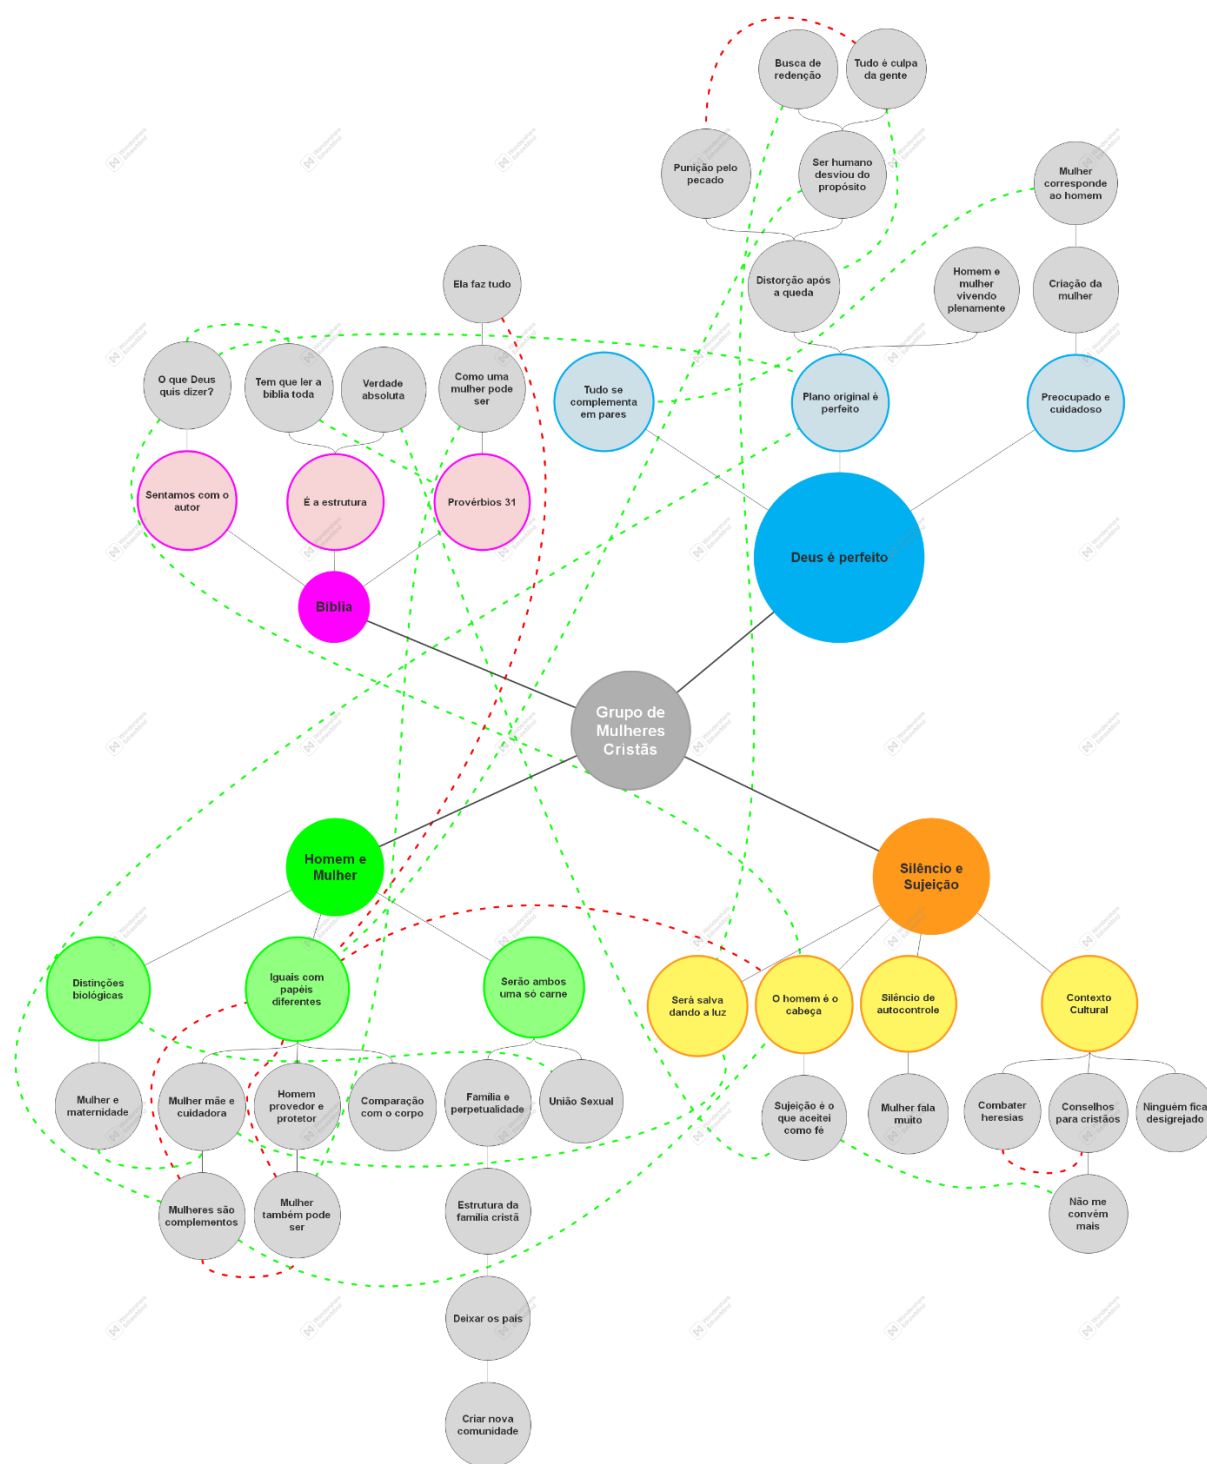 Busca de
redenção
Tudo é culpa
da gente
Punição pelo
pecado
Ser humano
desviou do
propósito
Mulher
corresponde
ao homem
Ela faz tudo
Distorção após
a queda
Homem e
mulher
vivendo
plenamente
Criação da
mulher
O que Deus
quis dizer?
Tem que ler a
bíblia toda
Verdade
absoluta
Como uma
mulher pode
ser
Tudo se
complementa
em pares
Plano original é
perfeito
Preocupado e
cuidadoso
Sentamos com o
autor
É a estrutura
Provérbios 31
Deus é perfeito
Bíblia
Grupo de
Mulheres
Cristãs
Homem e
Mulher
Silêncio e
Sujeição
Distinções
biológicas
Iguais com
papéis
diferentes
Serão ambos
uma só carne
Será salva
dando a luz
O homem é o
cabeça
Silêncio de
autocontrole
Contexto
Cultural
Mulher e
maternidade
Mulher mãe e
cuidadora
Homem
provedor e
protetor
Comparação
com o corpo
Família e
perpetualidade
União Sexual
Sujeição é o
que aceitei
como fé
Mulher fala
muito
Combater
heresias
Conselhos
para cristãos
Ninguém fica
desigrejado
Mulheres são
complementos
Mulher
também pode
ser
Estrutura da
família cristã
Não me
convém
mais
Deixar os pais
Criar nova
comunidade
Wondershare
EdrawMind